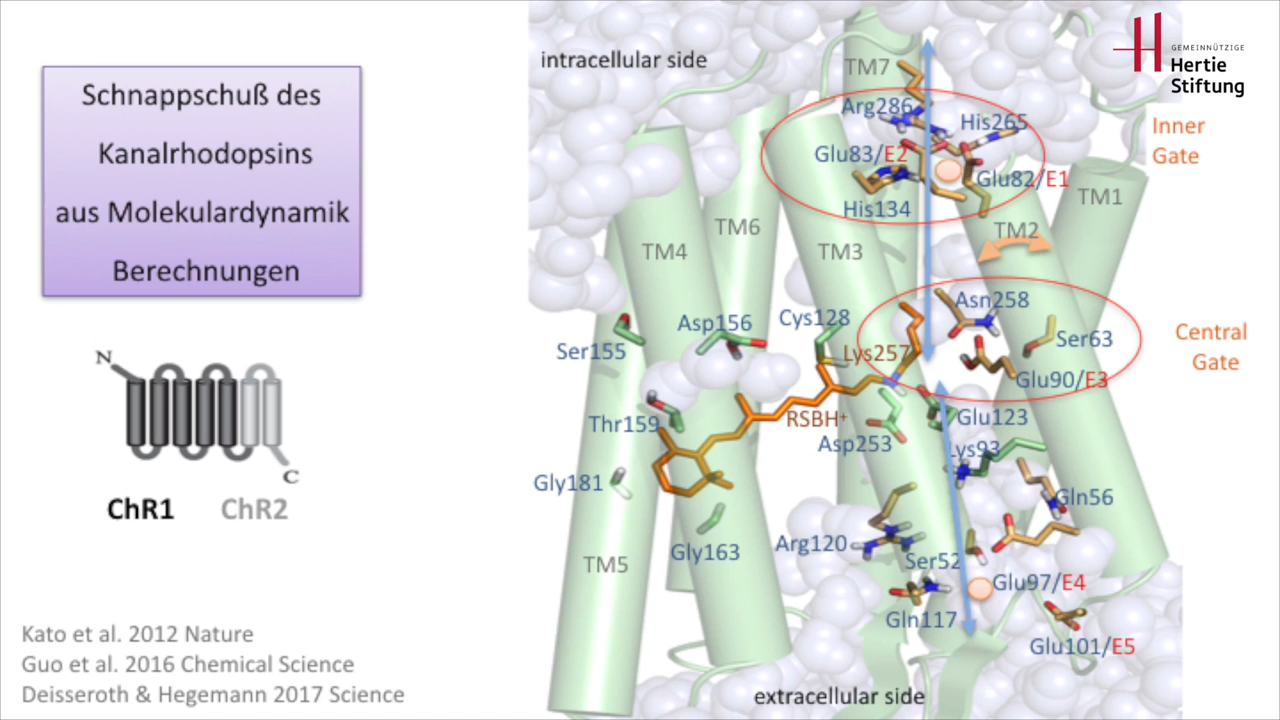 Schnappschuß des
Kanalrhodopsins
aus Molekulardynamik
Berechnungen
N
C
ChR1 ChR2
Kato et al. 2012 Nature
Guo et al. 2016 Chemical Science
Deisseroth & Hegemann 2017 Science
intracellular side
TM7
Arg286
His265
Glu83/E2
Glu82/E1
His134
Inner
Gate
TM1
TM2
TM6
TM4
TM3
Asn258
Asp156
Cys128
Ser63
Central
Gate
Ser155
Lys257
Glu90/E3
Thr159
RSBH⁺
Glu123
Asp253
Lys93
Gly181
Gln56
Arg120
Gly163
Ser52
TM5
Glu97/E4
Gln117
Glu101/E5
extracellular side
GEMEINNÜTZIGE
Hertie
Stiftung